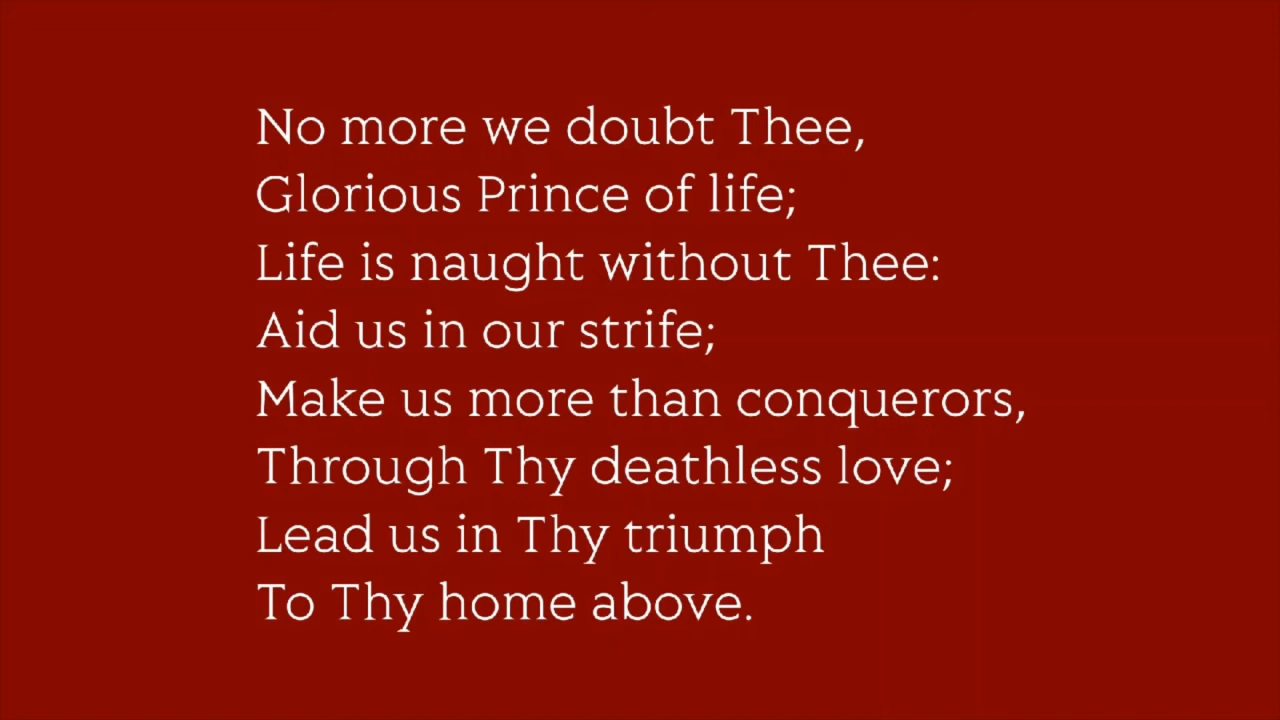 No more we doubt Thee,
Glorious Prince of life;
Life is naught without Thee:
Aid us in our strife;
Make us more than conquerors,
Through Thy deathless love;
Lead us in Thy triumph
To Thy home above.